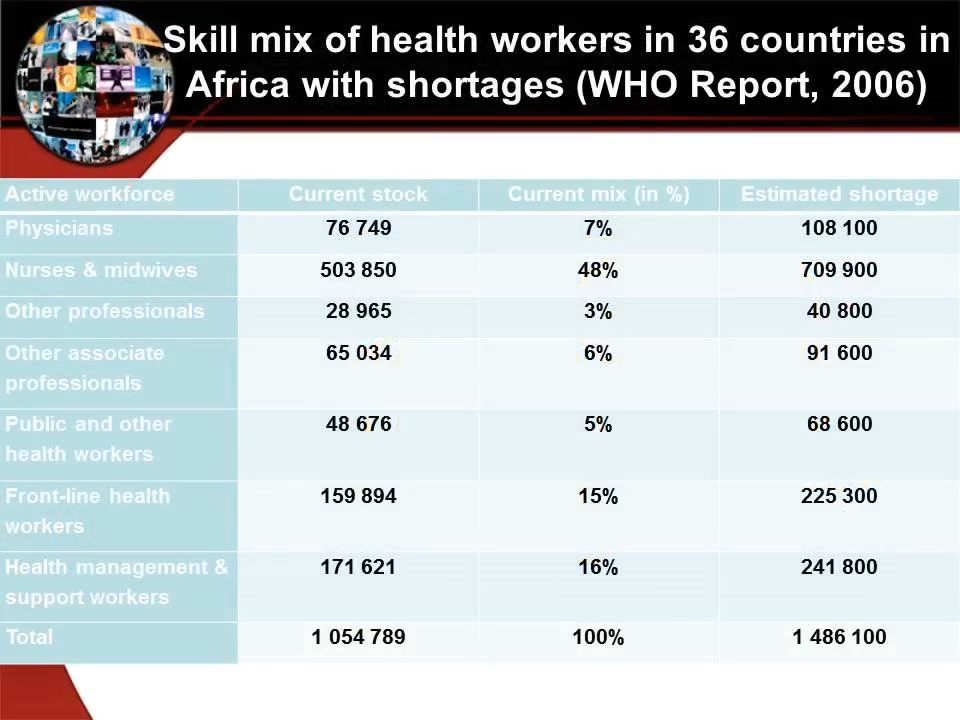 Skill mix of health workers in 36 countries in
Africa with shortages (WHO Report, 2006)
Active workforce Current stock Current mix (in %) Estimated shortage
Physicians 76 749 7% 108 100
Nurses & midwives 503 850 48% 709 900
Other professionals 28 965 3% 40 800
Other associate 65 034 6% 91 600
professionals
Public and other 48 676 5% 68 600
health workers
Front-line health 159 894 15% 225 300
workers
Health management & 171 621 16% 241 800
support workers
Total 1 054 789 100% 1 486 100